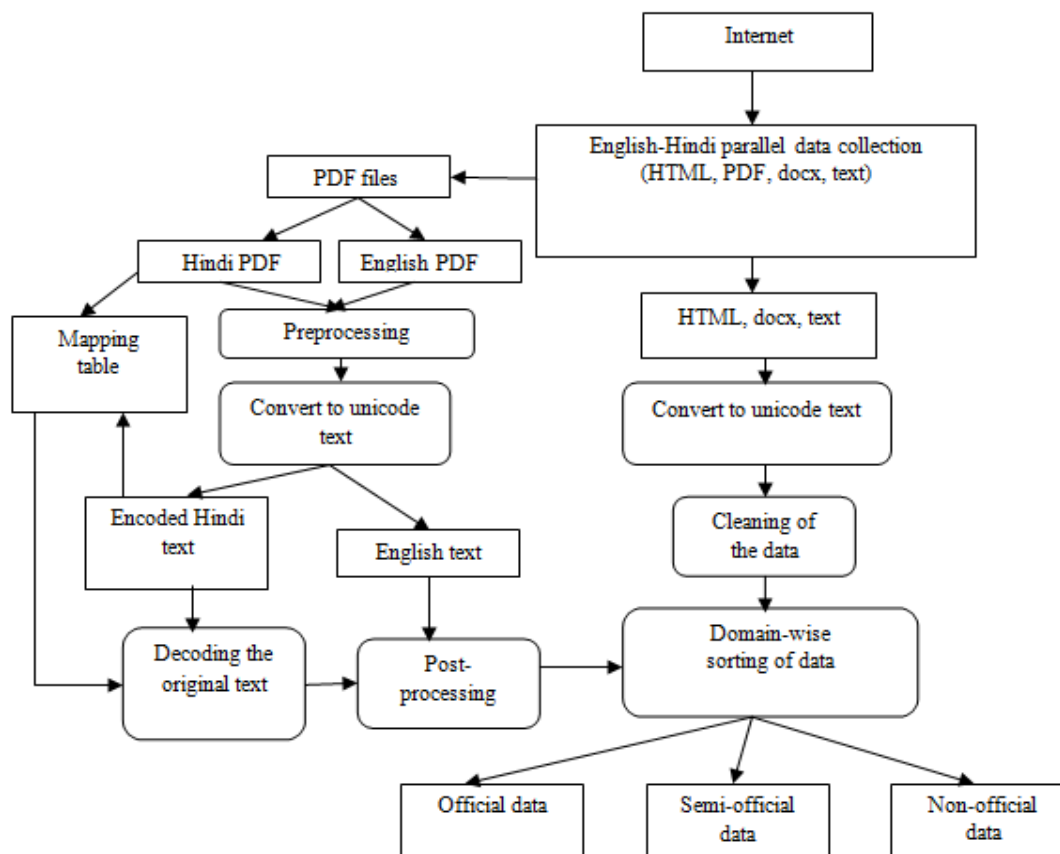 Internet
English-Hindi parallel data collection
(HTML, PDF, docx, text)
PDF files
Hindi PDF
English PDF
HTML, docx, text
Mapping
table
Preprocessing
Convert to unicode
text
Convert to unicode text
Encoded Hindi
text
English text
Cleaning of
the data
Decoding the
original text
Post-
processing
Domain-wise
sorting of data
Official data
Semi-official
data
Non-official
data